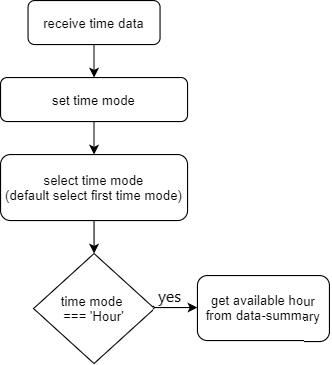 receive time data
set time mode
select time mode
(default select first time mode)
time mode
=== 'Hour'
yes
get available hour
from data-summary